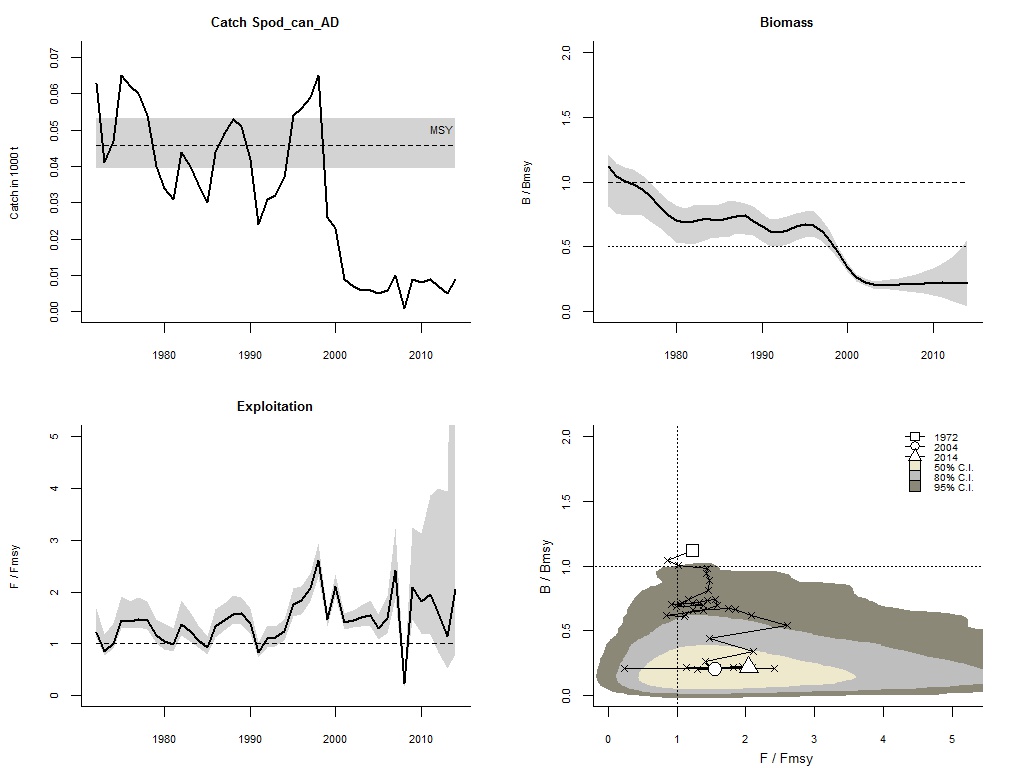 Catch Spod_can_AD
Catch in 1000 t
0.00 0.01 0.02 0.03 0.04 0.05 0.06 0.07
MSY
1980 1990 2000 2010
Biomass
B / Bmsy
0.0 0.5 1.0 1.5 2.0
1980 1990 2000 2010
Exploitation
F / Fmsy
0 1 2 3 4 5
1980 1990 2000 2010
B / Bmsy
0.0 0.5 1.0 1.5 2.0
1972
2004
2014
50% C.I.
80% C.I.
95% C.I.
0 1 2 3 4 5
F / Fmsy